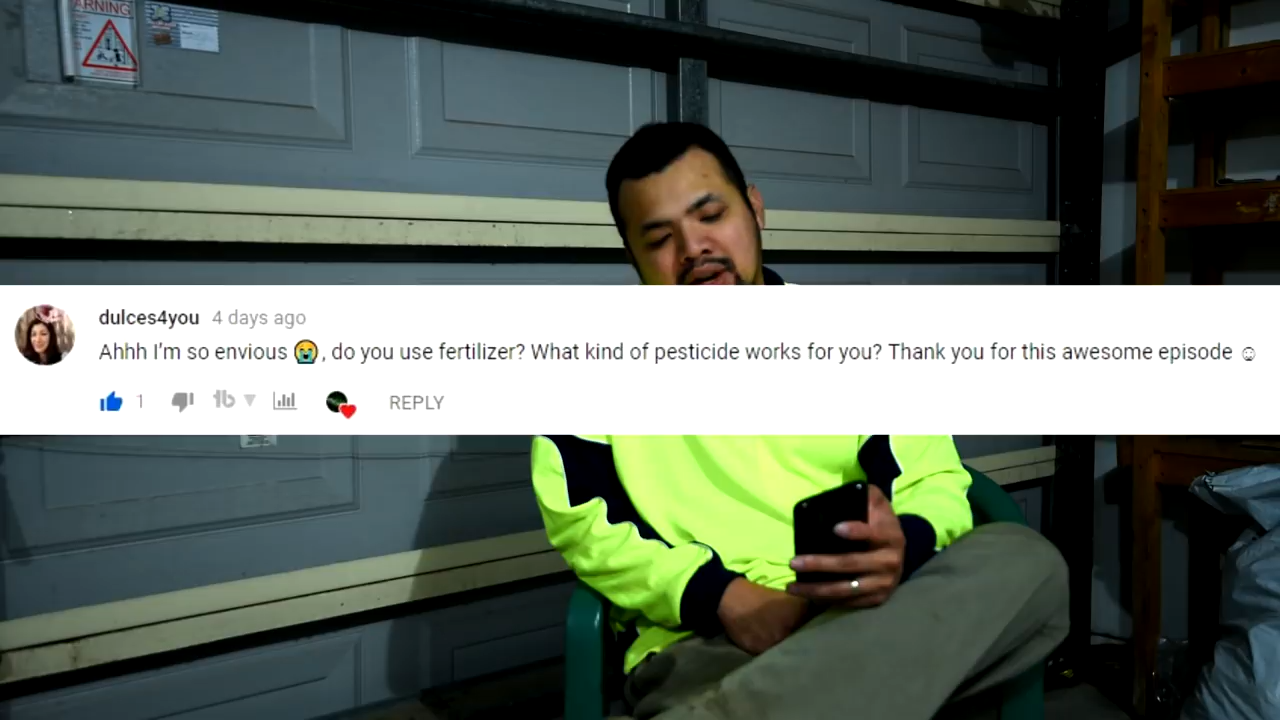 WARNING
dulces4you 4 days ago
Ahhh I'm so envious 😭, do you use fertilizer? What kind of pesticide works for you? Thank you for this awesome episode ☺
1 REPLY